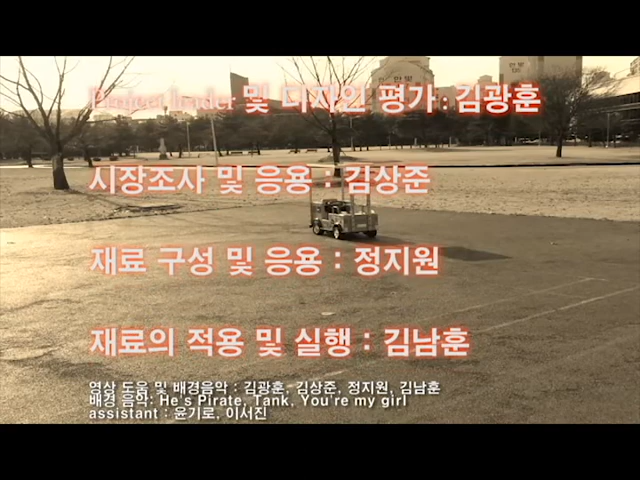 Project leader 및 디자인 평가 : 김광훈
시장조사 및 응용 : 김상준
재료 구성 및 응용 : 정지원
재료의 적용 및 실행 : 김남훈
영상 도움 및 배경음악 : 김광훈, 김상준, 정지원, 김남훈
배경 음악: He's Pirate, Tank, You're my girl
assistant : 윤기로, 이서진